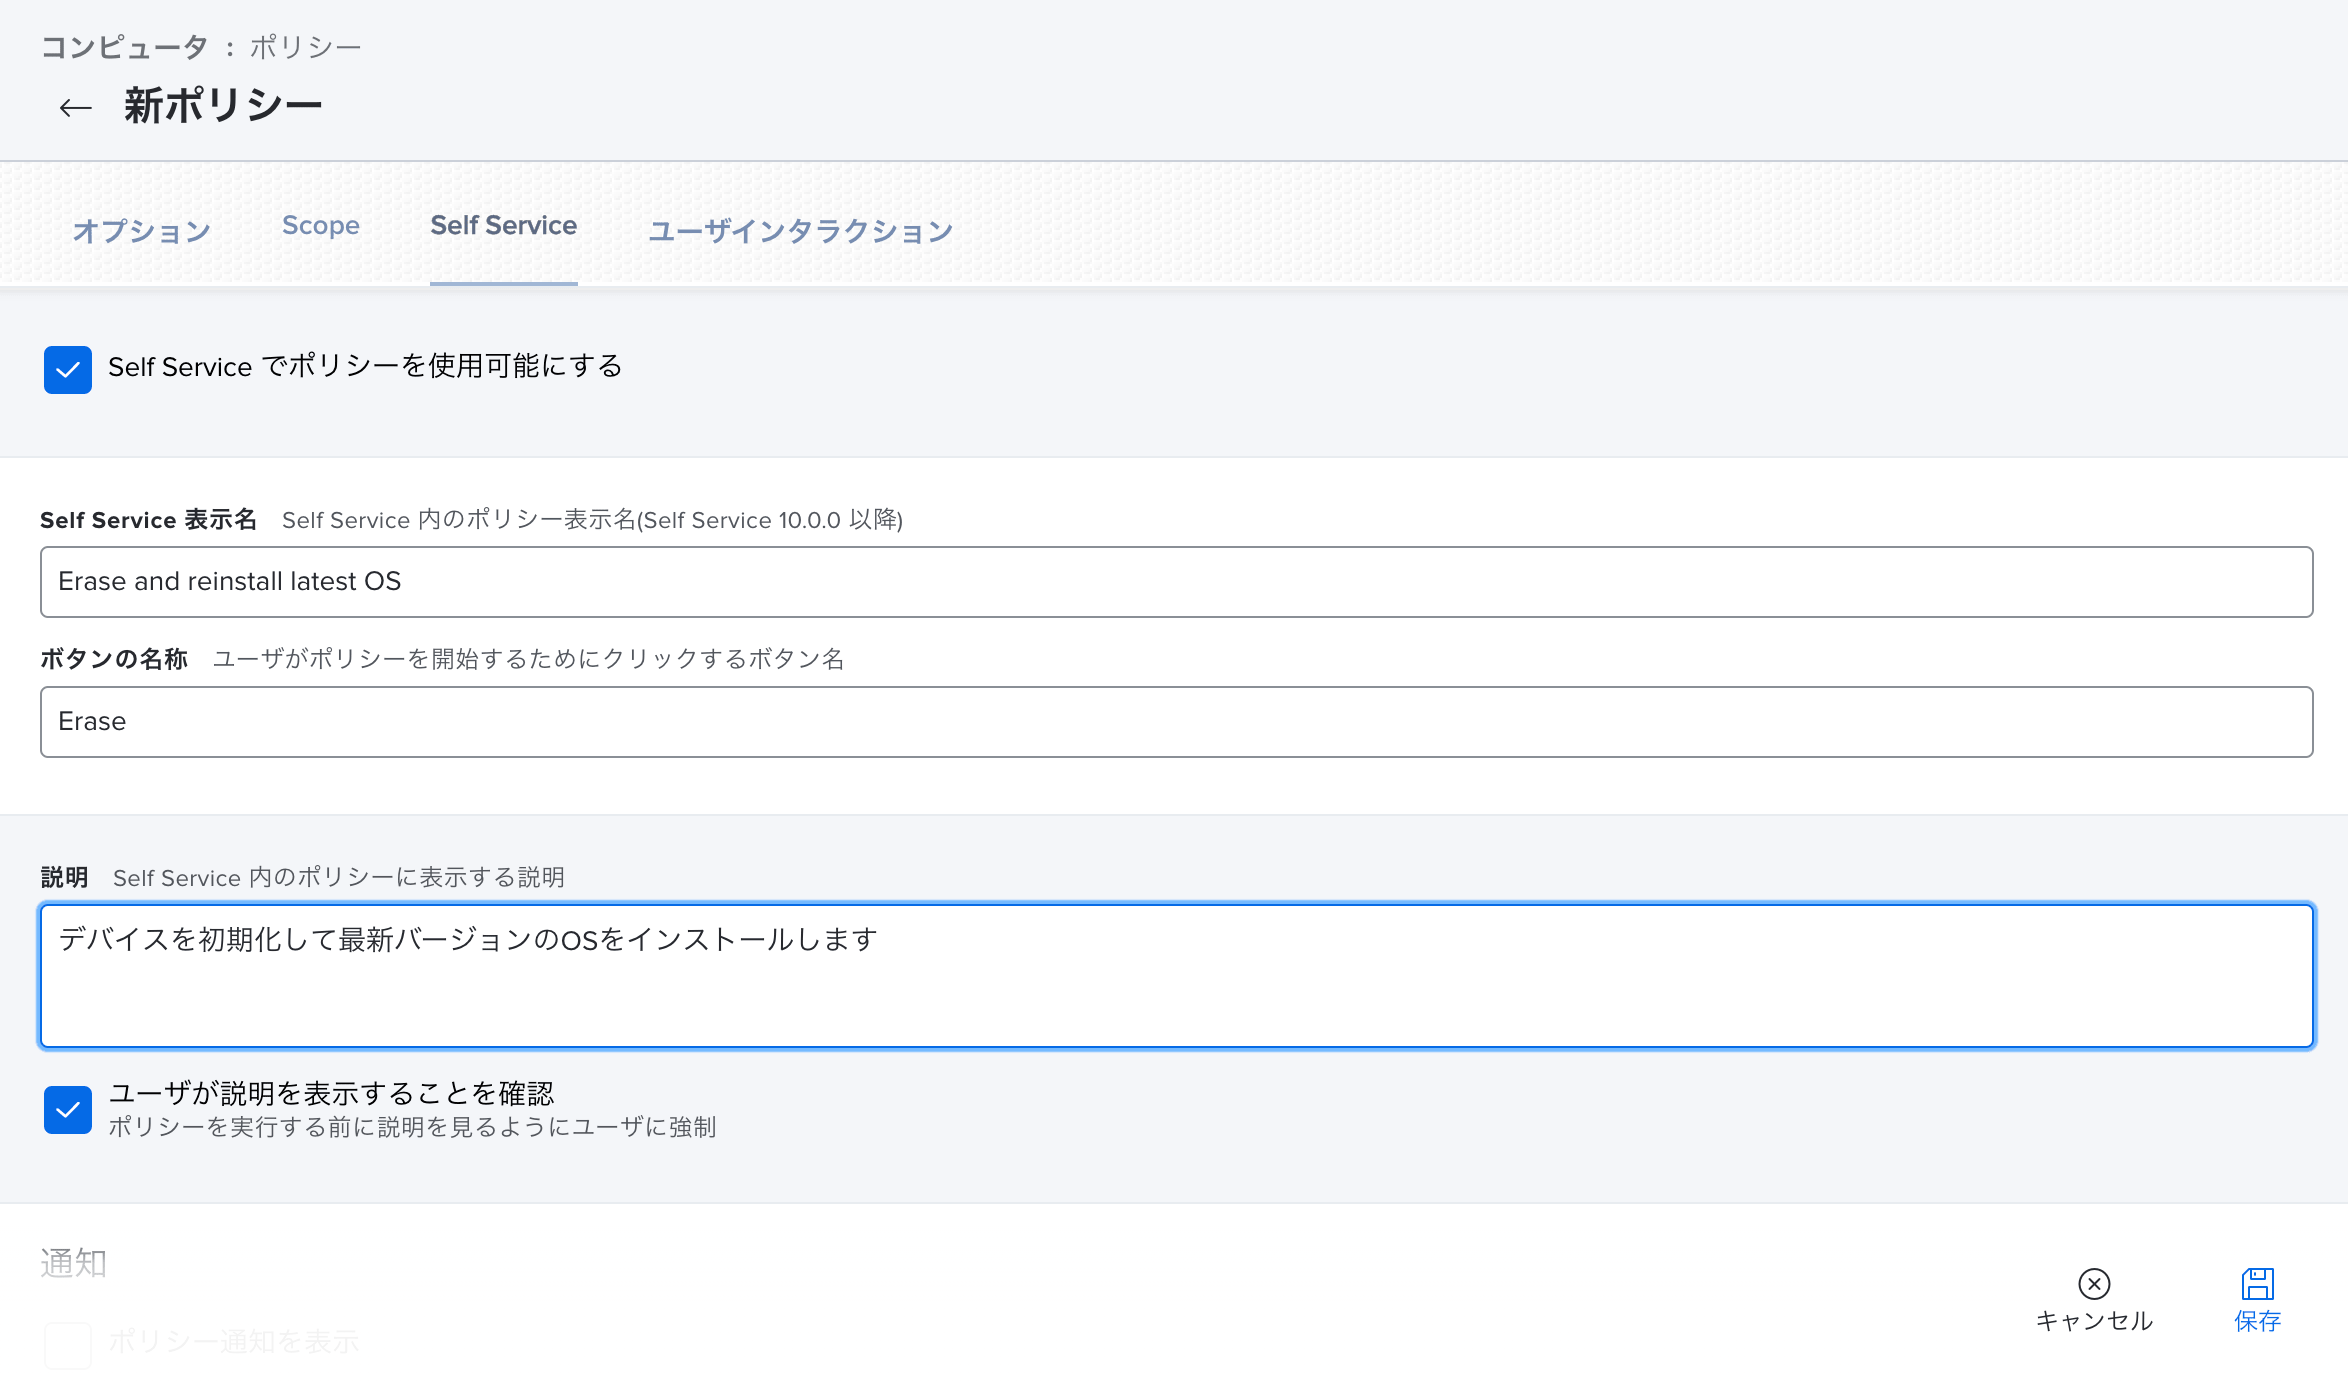 コンピュータ : ポリシー
← 新ポリシー
オプション Scope Self Service ユーザインタラクション
Self Service でポリシーを使用可能にする
Self Service 表示名 Self Service 内のポリシー表示名(Self Service 10.0.0 以降)
Erase and reinstall latest OS
ボタンの名称 ユーザがポリシーを開始するためにクリックするボタン名
Erase
説明 Self Service 内のポリシーに表示する説明
デバイスを初期化して最新バージョンのOSをインストールします
ユーザが説明を表示することを確認
ポリシーを実行する前に説明を見るようにユーザに強制
通知
ポリシー通知を表示
キャンセル 保存